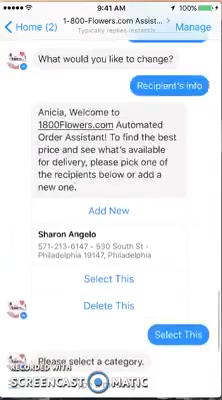 9:41 AM
Home (2)
1-800-Flowers.com Assist...
Typically replies instantly
Manage
What would you like to change?
Recipient's info
Anicia, Welcome to
1800Flowers.com Automated
Order Assistant! To find the best
price and see what's available
for delivery, please pick one of
the recipients below or add a
new one.
Add New
Sharon Angelo
571-213-6147 - 530 South St -
Philadelphia 19147, Philadelphia
Select This
Delete This
Select This
Please select a category.
RECORDED WITH
SCREENCAST MATIC